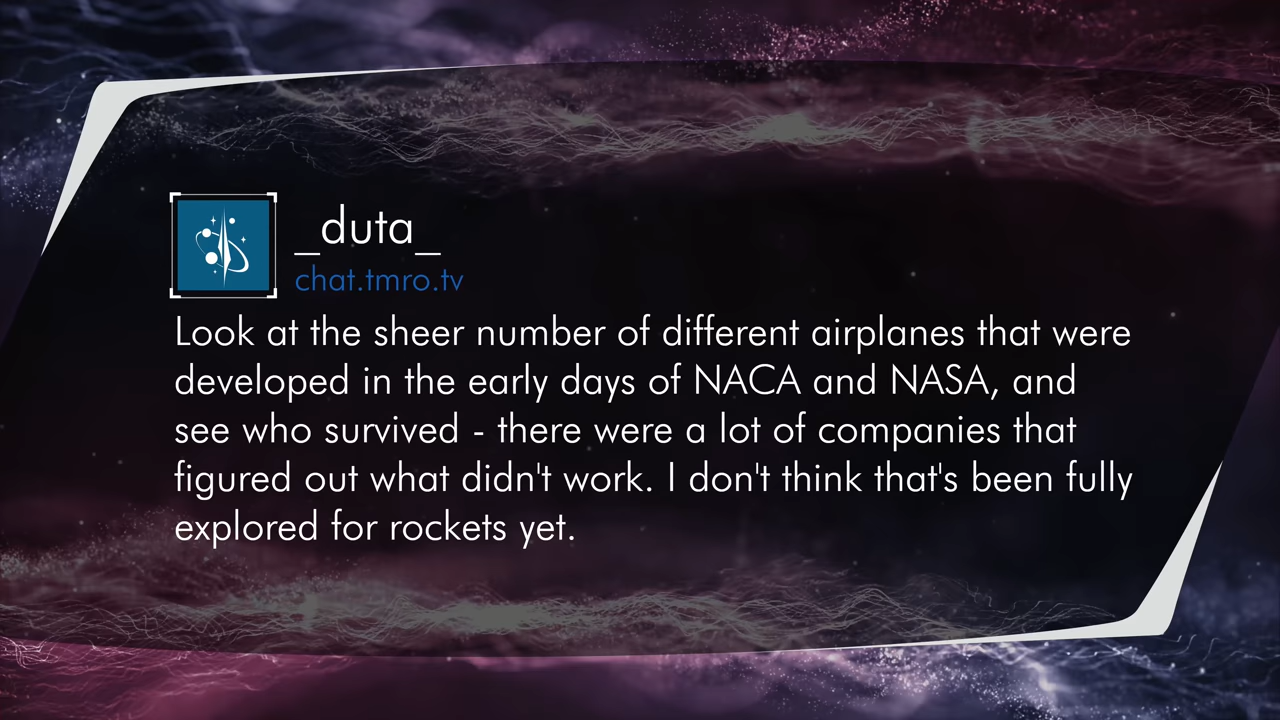 _duta_
chat.tmro.tv
Look at the sheer number of different airplanes that were
developed in the early days of NACA and NASA, and
see who survived - there were a lot of companies that
figured out what didn't work. I don't think that's been fully
explored for rockets yet.